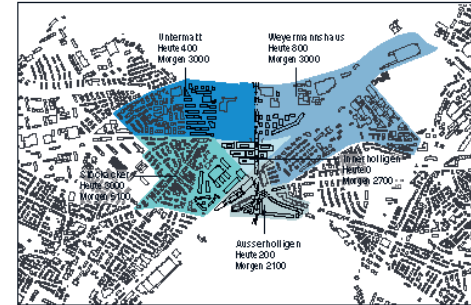 Untermatt
Heute 400
Morgen 3000
Weyermannshaus
Heute 800
Morgen 3000
Stöckacker
Heute 3000
Morgen 5100
Innerholligen
Heute 0
Morgen 2700
Ausserholligen
Heute 200
Morgen 2100